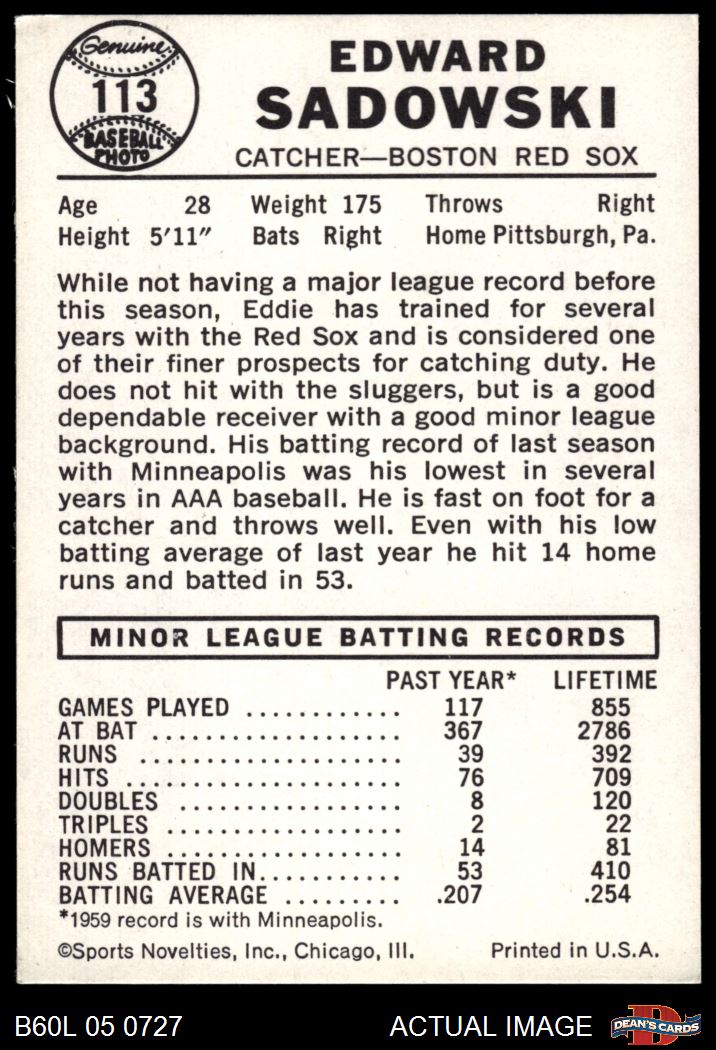 Genuine
113
BASEBALL
PHOTO
EDWARD
SADOWSKI
CATCHER—BOSTON RED SOX
Age 28 Weight 175 Throws Right
Height 5'11" Bats Right Home Pittsburgh, Pa.
While not having a major league record before
this season, Eddie has trained for several
years with the Red Sox and is considered one
of their finer prospects for catching duty. He
does not hit with the sluggers, but is a good
dependable receiver with a good minor league
background. His batting record of last season
with Minneapolis was his lowest in several
years in AAA baseball. He is fast on foot for a
catcher and throws well. Even with his low
batting average of last year he hit 14 home
runs and batted in 53.
MINOR LEAGUE BATTING RECORDS
PAST YEAR* LIFETIME
GAMES PLAYED ............. 117 855
AT BAT ..................... 367 2786
RUNS ...................... 39 392
HITS ....................... 76 709
DOUBLES .................. 8 120
TRIPLES ................... 2 22
HOMERS ................... 14 81
RUNS BATTED IN............ 53 410
BATTING AVERAGE ......... .207 .254
*1959 record is with Minneapolis.
©Sports Novelties, Inc., Chicago, Ill. Printed in U.S.A.
B60L 05 0727 ACTUAL IMAGE D DEAN'S CARDS